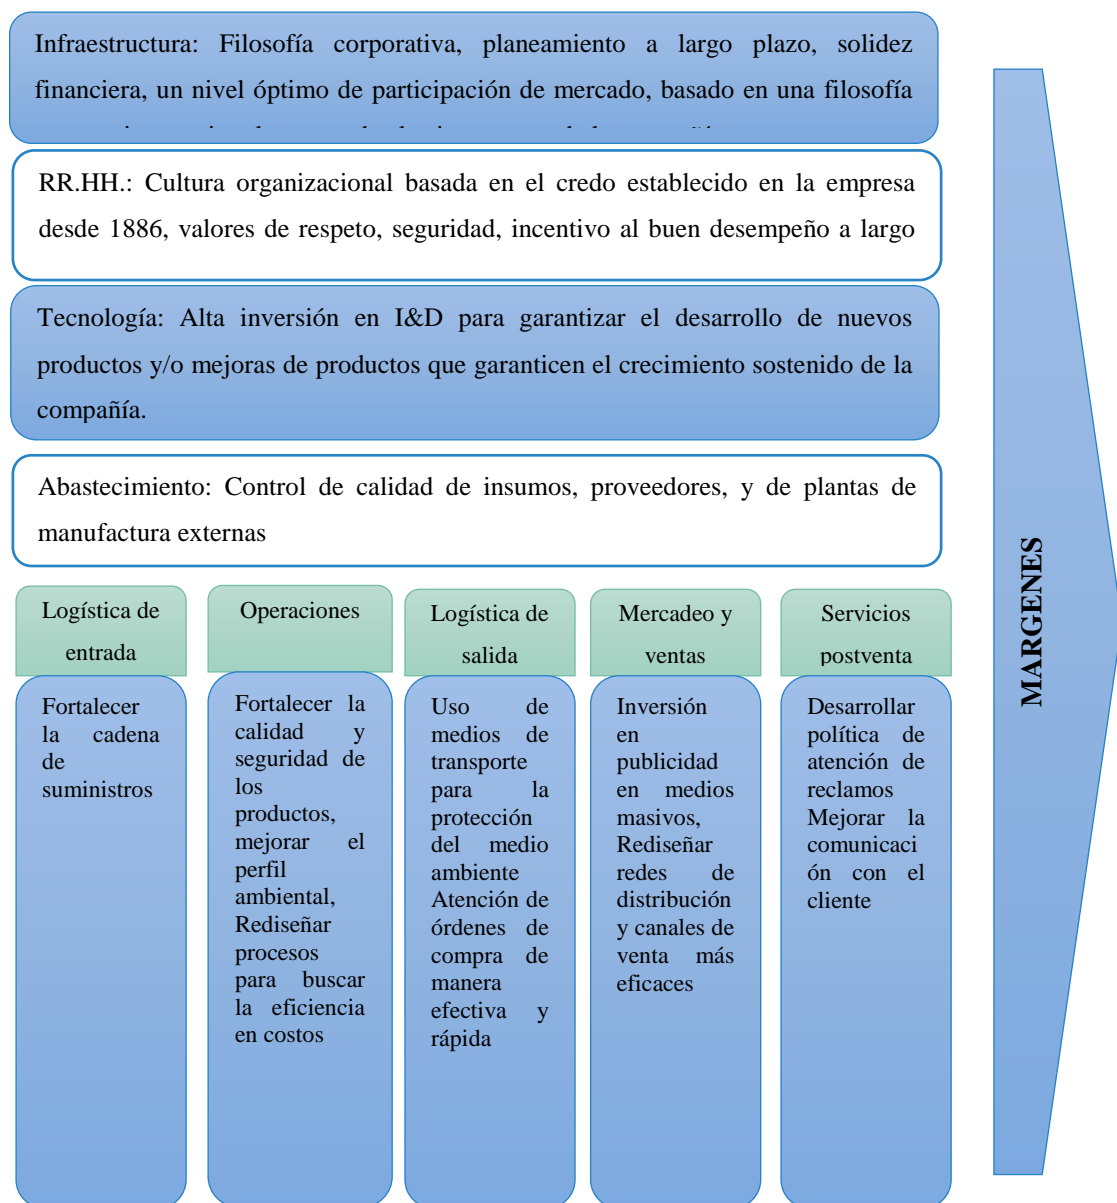 Infraestructura: Filosofía corporativa, planeamiento a largo plazo, solidez
financiera, un nivel óptimo de participación de mercado, basado en una filosofía
RR.HH.: Cultura organizacional basada en el credo establecido en la empresa
desde 1886, valores de respeto, seguridad, incentivo al buen desempeño a largo
Tecnología: Alta inversión en I&D para garantizar el desarrollo de nuevos
productos y/o mejoras de productos que garanticen el crecimiento sostenido de la
compañía.
Abastecimiento: Control de calidad de insumos, proveedores, y de plantas de
manufactura externas
Logística de
entrada
Fortalecer
la cadena
de
suministros
Operaciones
Fortalecer la
calidad y
seguridad de
los
productos,
mejorar el
perfil
ambiental,
Rediseñar
procesos
para buscar
la eficiencia
en costos
Logística de
salida
Uso de
medios de
transporte
para la
protección
del medio
ambiente
Atención de
órdenes de
compra de
manera
efectiva y
rápida
Mercadeo y
ventas
Inversión
en
publicidad
en medios
masivos,
Rediseñar
redes de
distribución
y canales de
venta más
eficaces
Servicios
postventa
Desarrollar
política de
atención de
reclamos
Mejorar la
comunicaci
ón con el
cliente
MARGENES